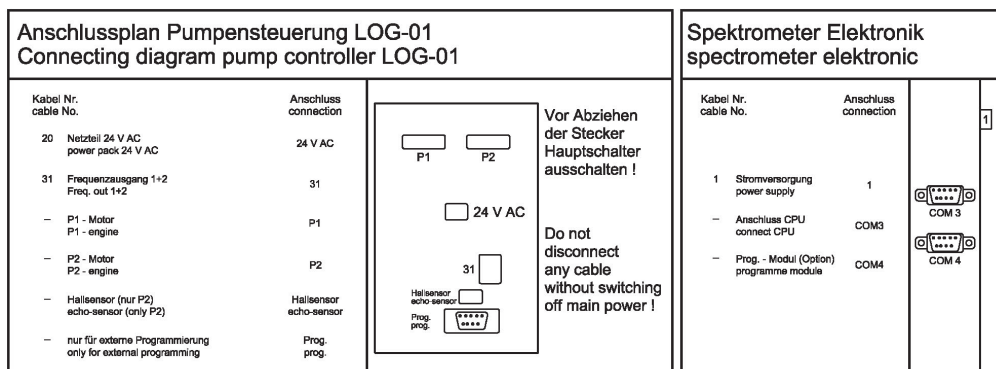 Anschlussplan Pumpensteuerung LOG-01
Connecting diagram pump controller LOG-01
Kabel Nr. Anschluss
cable No. connection
20 Netzteil 24 V AC 24 V AC
power pack 24 V AC
31 Frequenzausgang 1+2 31
Freq. out 1+2
– P1 - Motor P1
P1 - engine
– P2 - Motor P2
P2 - engine
– Hallsensor (nur P2) Hallsensor
echo-sensor (only P2) echo-sensor
– nur für externe Programmierung Prog.
only for external programming prog.
P1 P2
24 V AC
31
Hallsensor
echo-sensor
Prog.
prog.
Vor Abziehen
der Stecker
Hauptschalter
ausschalten !
Do not
disconnect
any cable
without switching
off main power !
Spektrometer Elektronik
spectrometer elektronic
Kabel Nr. Anschluss
cable No. connection
1 Stromversorgung 1
power supply
– Anschluss CPU COM3
connect CPU
– Prog. - Modul (Option) COM4
programme module
COM 3
COM 4
1